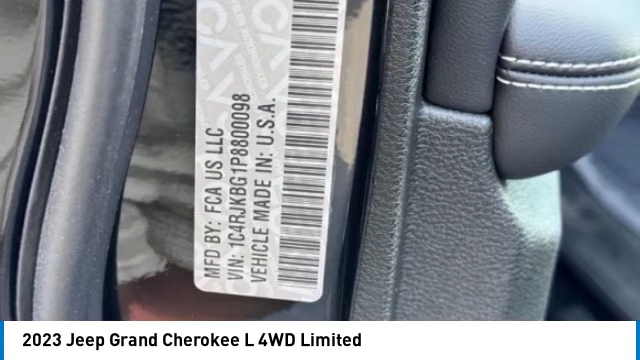 MFD BY: FCA US LLC
VIN: 1C4RJKBG1P8800098
VEHICLE MADE IN: U.S.A.
2023 Jeep Grand Cherokee L 4WD Limited